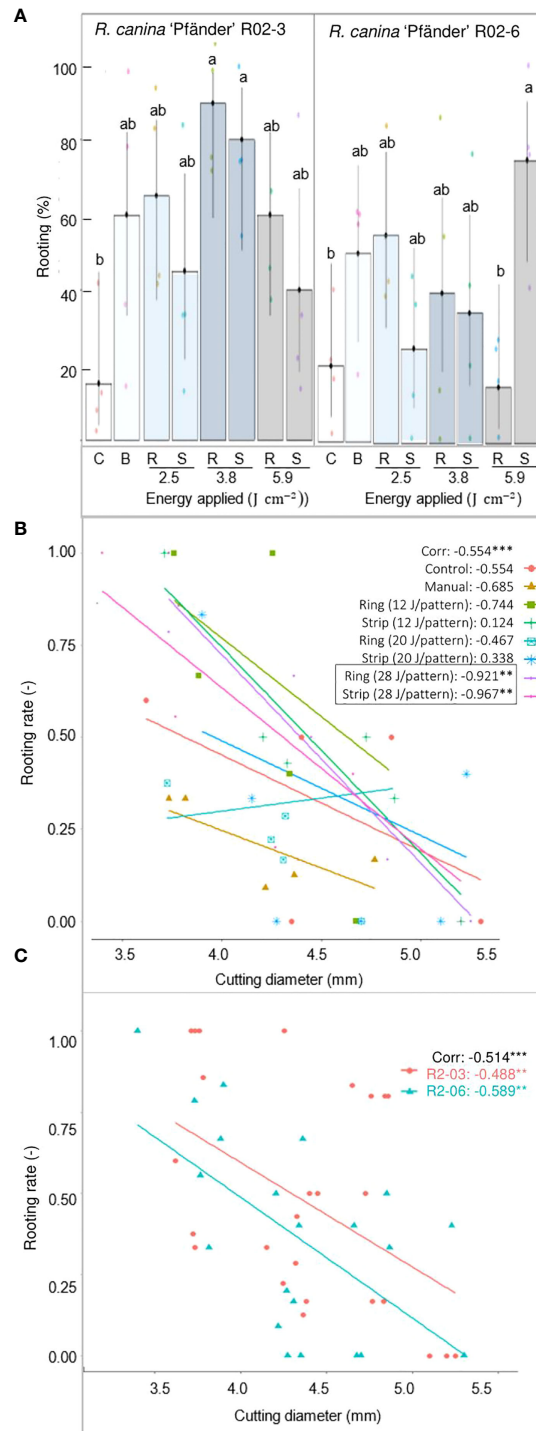 A
R. canina 'Pfänder' R02-3
R. canina 'Pfänder' R02-6
100
80
60
40
20
Rooting (%)
b
ab
ab
ab
a
a
ab
ab
b
ab
ab
ab
ab
ab
b
a
C B R S R S R S
2.5 3.8 5.9
Energy applied (J cm⁻²))
C B R S R S R S
2.5 3.8 5.9
Energy applied (J cm⁻²)
B
Corr: -0.554***
Control: -0.554
Manual: -0.685
Ring (12 J/pattern): -0.744
Strip (12 J/pattern): 0.124
Ring (20 J/pattern): -0.467
Strip (20 J/pattern): 0.338
Ring (28 J/pattern): -0.921**
Strip (28 J/pattern): -0.967**
1.00
0.75
0.50
0.25
0.00
Rooting rate (-)
3.5 4.0 4.5 5.0 5.5
Cutting diameter (mm)
C
Corr: -0.514***
R2-03: -0.488**
R2-06: -0.589**
1.00
0.75
0.50
0.25
0.00
Rooting rate (-)
3.5 4.0 4.5 5.0 5.5
Cutting diameter (mm)